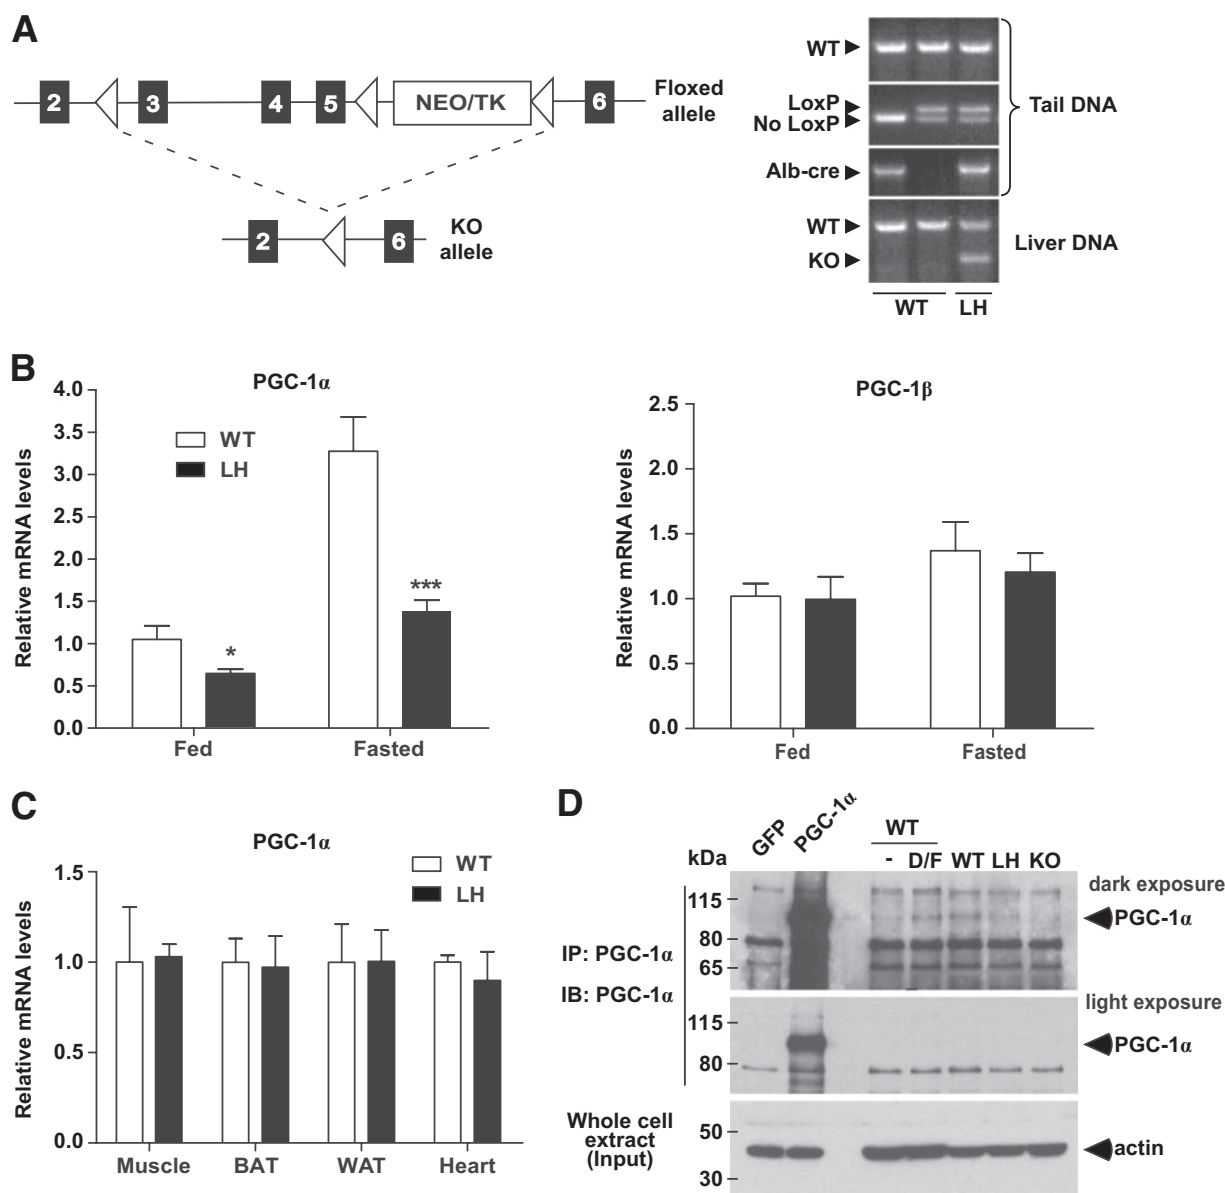 A
2 3 4 5 NEO/TK 6
Floxed
allele
2 6
KO
allele
WT
LoxP
No LoxP
Alb-cre
WT
KO
Tail DNA
Liver DNA
WT LH
B
PGC-1α
Relative mRNA levels
4.0
3.5
3.0
2.5
2.0
1.5
1.0
0.5
0.0
WT
LH
*
***
Fed Fasted
PGC-1β
Relative mRNA levels
2.5
2.0
1.5
1.0
0.5
0.0
Fed Fasted
C
PGC-1α
Relative mRNA levels
1.5
1.0
0.5
0.0
WT
LH
Muscle BAT WAT Heart
D
GFP PGC-1α WT
kDa - D/F WT LH KO
IP: PGC-1α
IB: PGC-1α
115
80
65
dark exposure
PGC-1α
115
80
light exposure
PGC-1α
Whole cell
extract
(Input)
50
30
actin